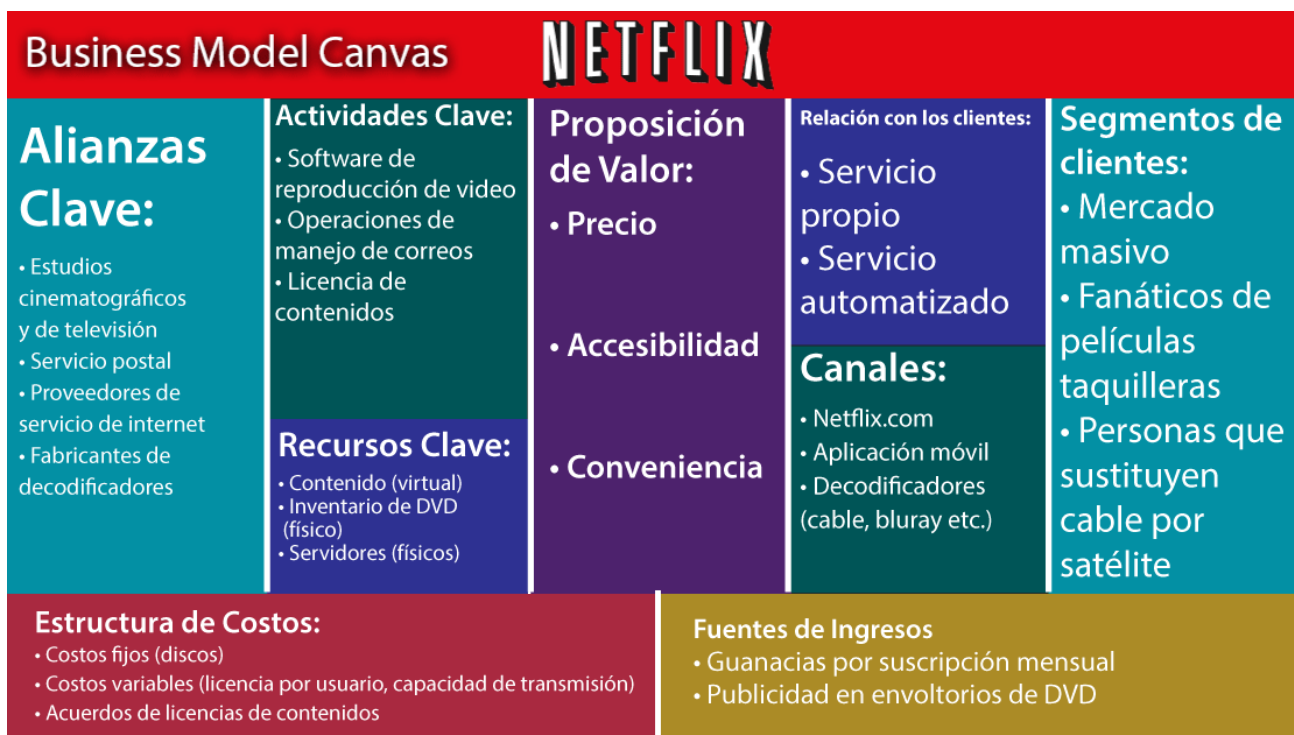 Business Model Canvas
NETFLIX
Alianzas
Clave:
• Estudios
cinematográficos
y de televisión
• Servicio postal
• Proveedores de
servicio de internet
• Fabricantes de
decodificadores
Actividades Clave:
• Software de
reproducción de video
• Operaciones de
manejo de correos
• Licencia de
contenidos
Recursos Clave:
• Contenido (virtual)
• Inventario de DVD
(físico)
• Servidores (físicos)
Proposición
de Valor:
• Precio
• Accesibilidad
• Conveniencia
Relación con los clientes:
• Servicio
propio
• Servicio
automatizado
Canales:
• Netflix.com
• Aplicación móvil
• Decodificadores
(cable, bluray etc.)
Segmentos de
clientes:
• Mercado
masivo
• Fanáticos de
películas
taquilleras
• Personas que
sustituyen
cable por
satélite
Estructura de Costos:
• Costos fijos (discos)
• Costos variables (licencia por usuario, capacidad de transmisión)
• Acuerdos de licencias de contenidos
Fuentes de Ingresos
• Guanacias por suscripción mensual
• Publicidad en envoltorios de DVD